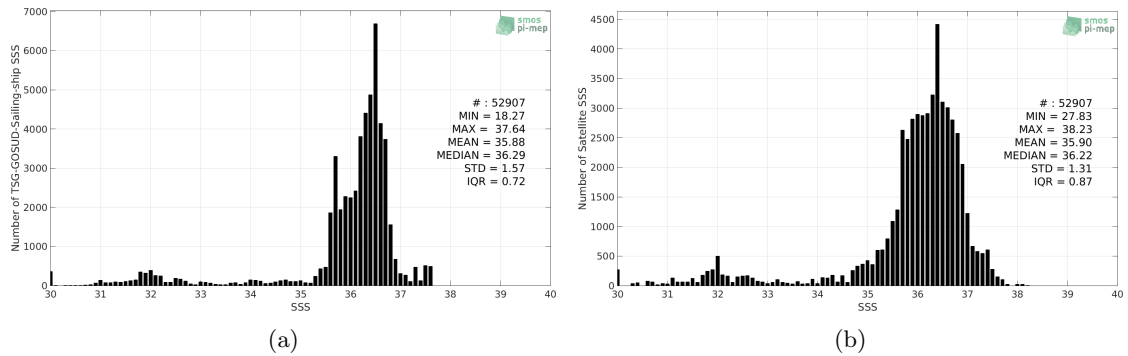 7000
6000
5000
4000
3000
2000
1000
0
Number of TSG-GOSUD-Sailing-ship SSS
smos
pi-mep
# : 52907
MIN = 18.27
MAX = 37.64
MEAN = 35.88
MEDIAN = 36.29
STD = 1.57
IQR = 0.72
30 31 32 33 34 35 36 37 38 39 40
SSS
(a)
4500
4000
3500
3000
2500
2000
1500
1000
500
0
Number of Satellite SSS
smos
pi-mep
# : 52907
MIN = 27.83
MAX = 38.23
MEAN = 35.90
MEDIAN = 36.22
STD = 1.31
IQR = 0.87
30 31 32 33 34 35 36 37 38 39 40
SSS
(b)